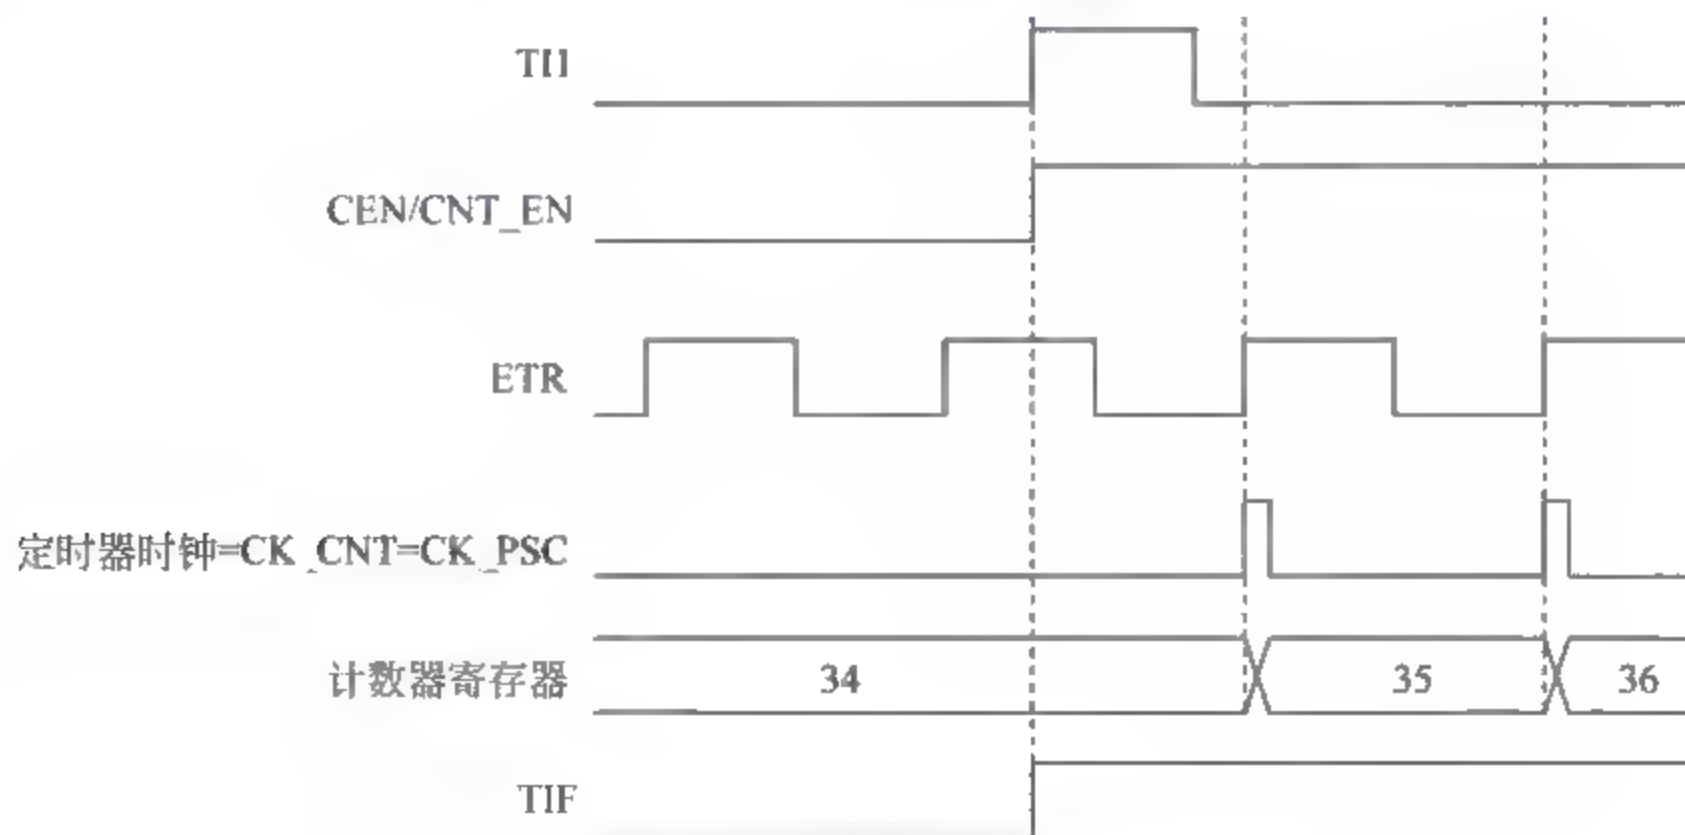 TI1
CEN/CNT_EN
ETR
定时器时钟=CK_CNT=CK_PSC
计数器寄存器
34
35
36
TIF